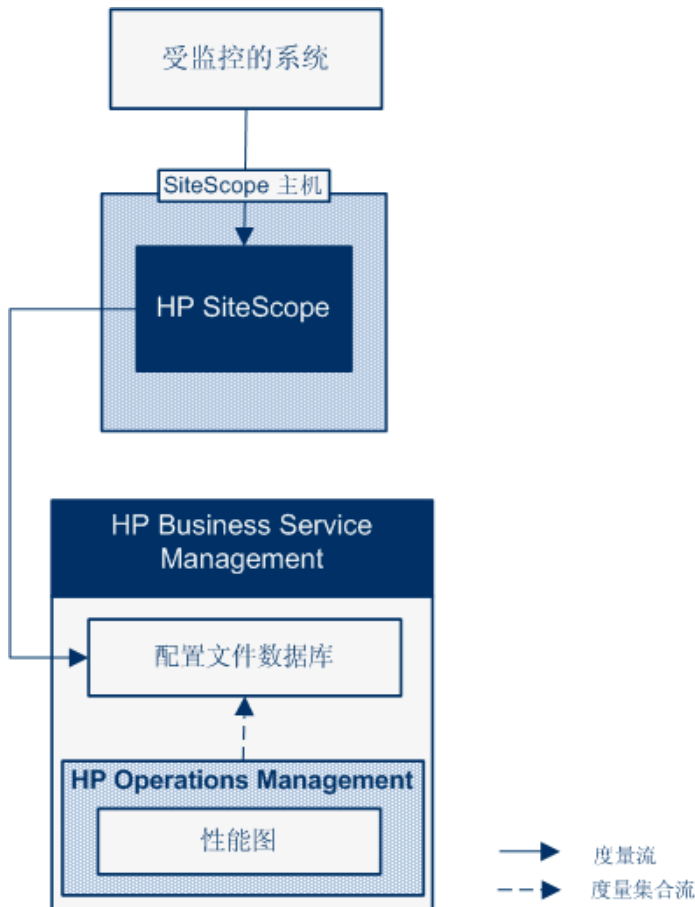 受监控的系统
SiteScope 主机
HP SiteScope
HP Business Service
Management
配置文件数据库
HP Operations Management
性能图
度量流
度量集合流